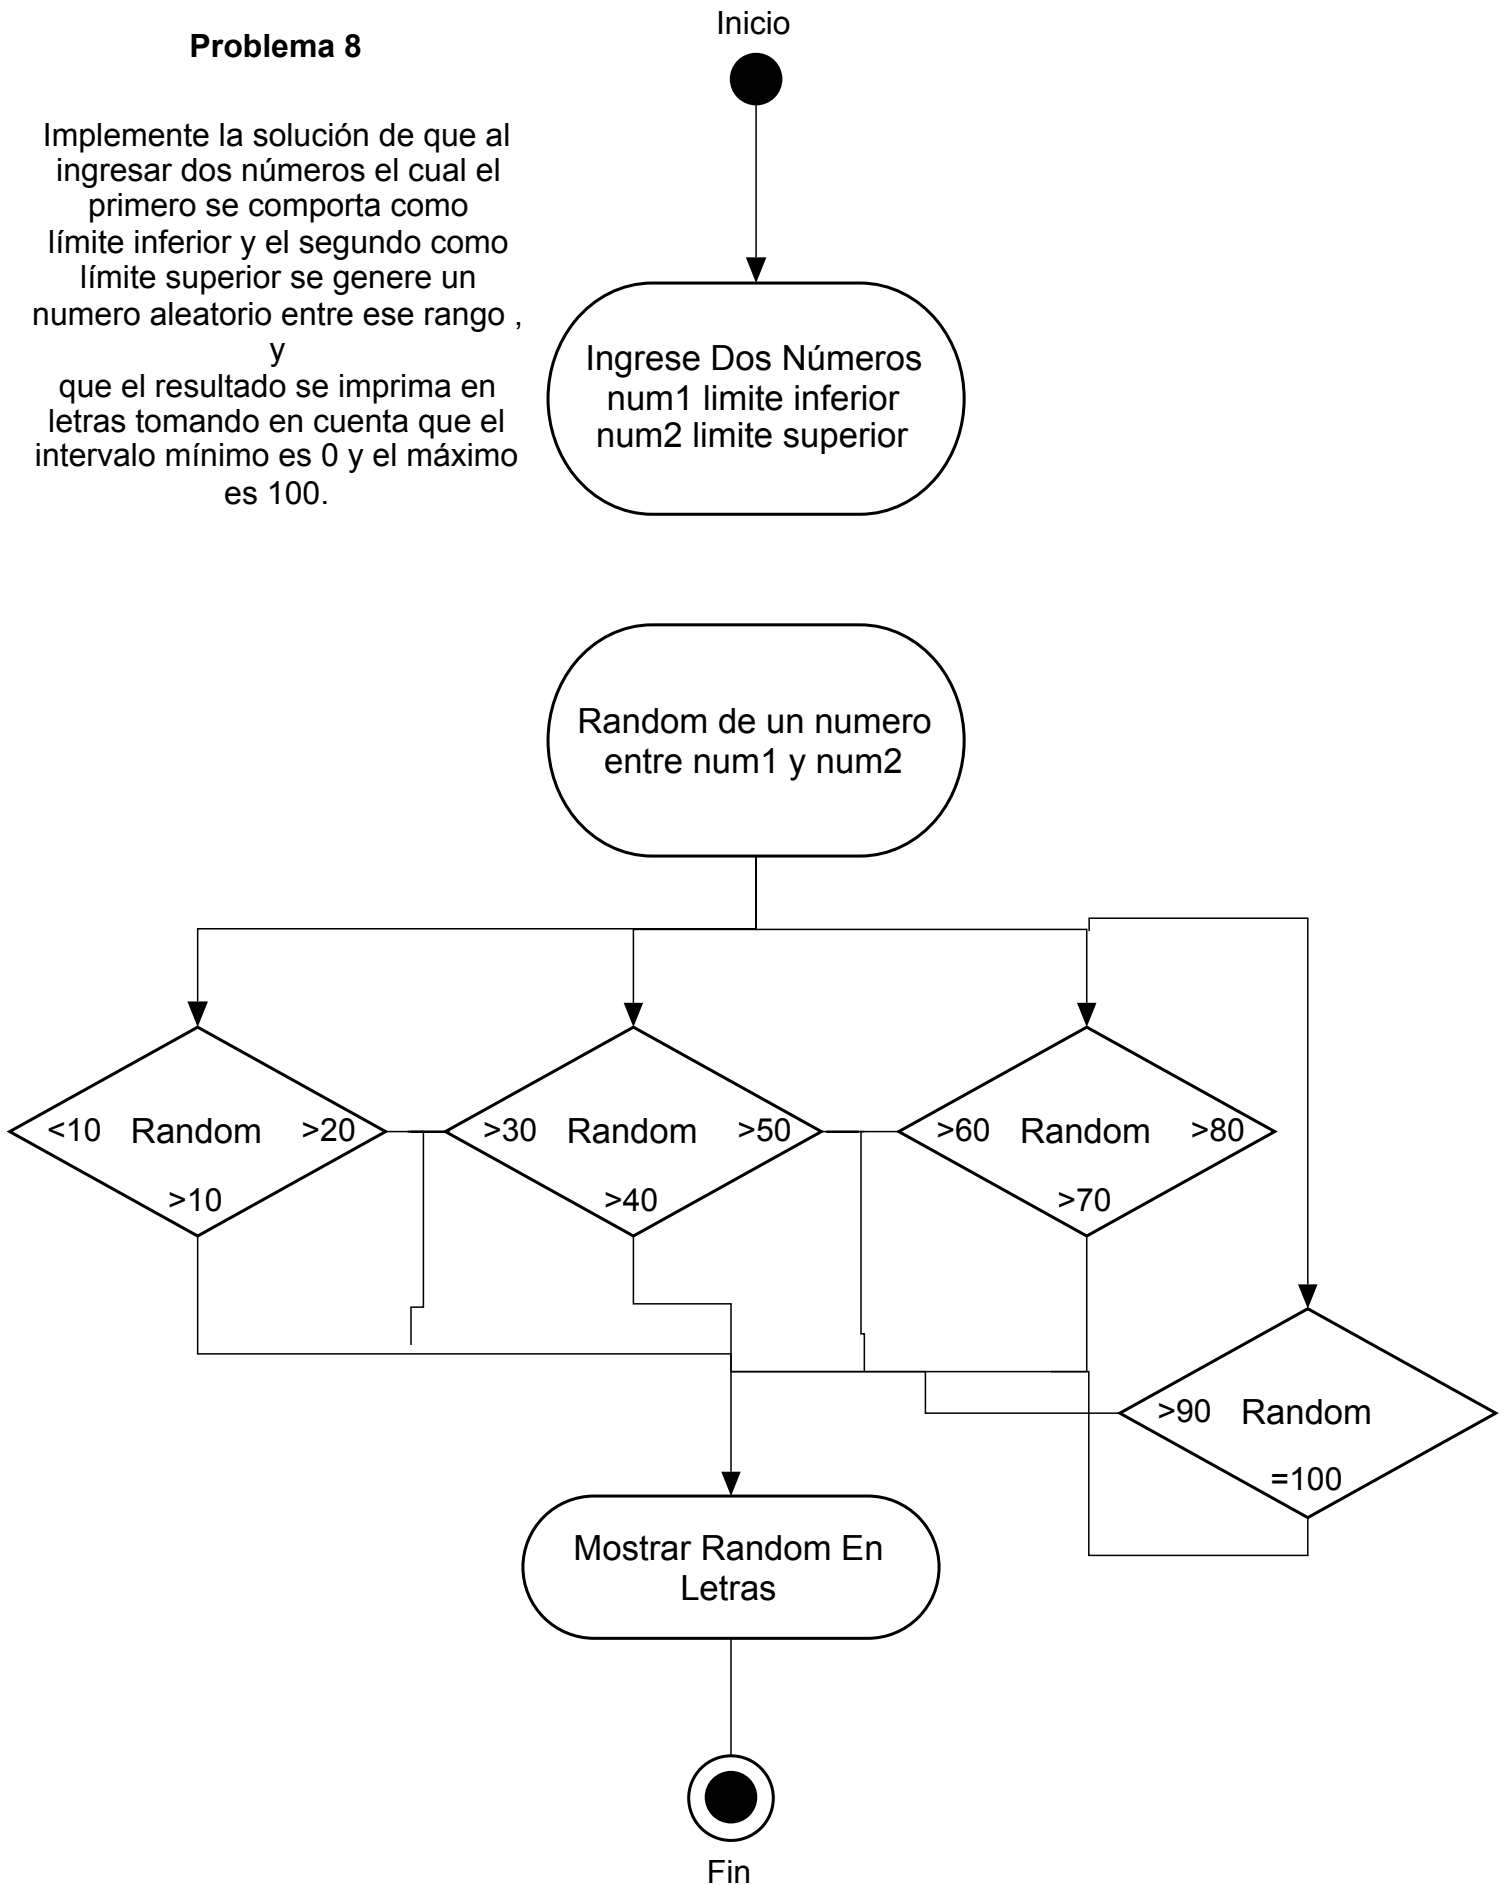 Problema 8
Implemente la solución de que al
ingresar dos números el cual el
primero se comporta como
límite inferior y el segundo como
límite superior se genere un
numero aleatorio entre ese rango ,
y
que el resultado se imprima en
letras tomando en cuenta que el
intervalo mínimo es 0 y el máximo
es 100.
Inicio
Ingrese Dos Números
num1 limite inferior
num2 limite superior
Random de un numero
entre num1 y num2
<10 Random >20
>10
>30 Random >50
>40
>60 Random >80
>70
>90 Random
=100
Mostrar Random En
Letras
Fin